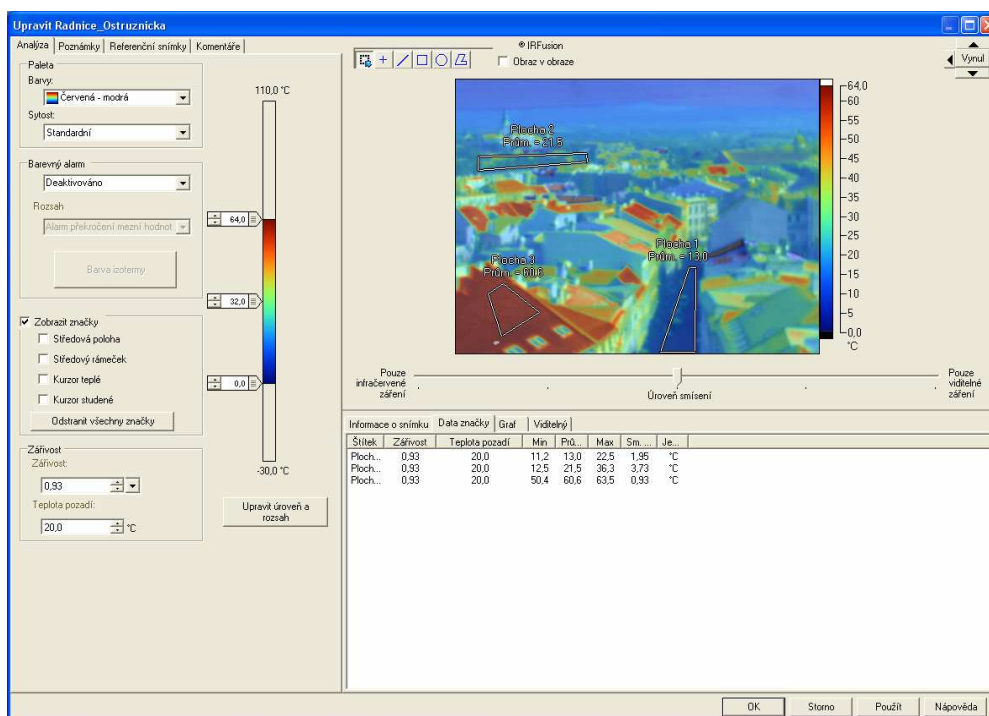 Upravit Radnice_Ostruznicka
Analýza Poznámky Referenční snímky Komentáře
Paleta
Barvy:
Červená - modrá
Sytost:
Standardní
Barevný alarm
Deaktivováno
Rozsah
Alarm překročení mezní hodnot
Barva izotermy
Zobrazit značky
Středová poloha
Středový rámeček
Kurzor teplé
Kurzor studené
Odstranit všechny značky
Zářivost
Zářivost:
0,93
Teplota pozadí:
20,0 °C
110,0 °C
64,0
32,0
0,0
-30,0 °C
Upravit úroveň a
rozsah
® IRFusion
Obraz v obraze
Vynul
Plocha 2
Prům. = 21,5
Plocha 1
Prům. = 13,0
Plocha 3
Prům. = 60,6
64,0
60
55
50
45
40
35
30
25
20
15
10
5
0,0
°C
Pouze
infračervené
záření
Úroveň smísení
Pouze
viditelné
záření
Informace o snímku Data značky Graf Viditelný
Štítek Zářivost Teplota pozadí Min Prů... Max Sm. ... Je...
Ploch... 0,93 20,0 11,2 13,0 22,5 1,95 °C
Ploch... 0,93 20,0 12,5 21,5 36,3 3,73 °C
Ploch... 0,93 20,0 50,4 60,6 63,5 0,93 °C
OK Storno Použít Nápověda